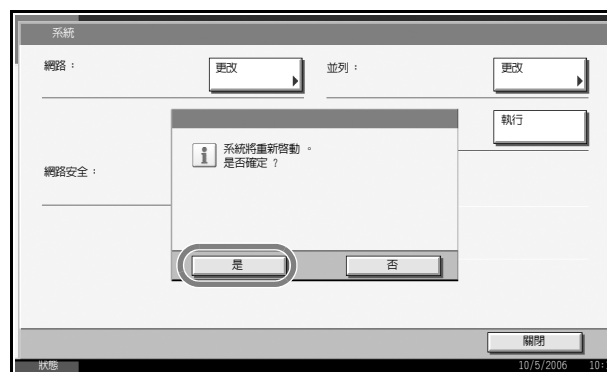 系統
網路：
更改
並列：
更改
執行
系統將重新啓動。
是否確定？
網路安全：
是
否
關閉
狀態
10/5/2006 10: